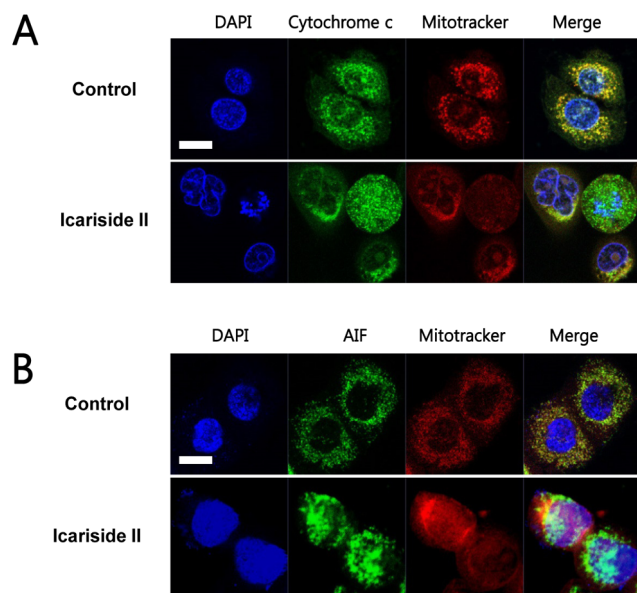 A
DAPI Cytochrome c Mitotracker Merge
Control
Icariside II
B
DAPI AIF Mitotracker Merge
Control
Icariside II